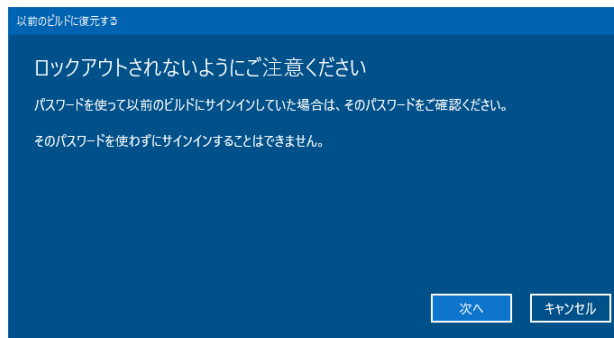 以前のビルドに復元する
ロックアウトされないようにご注意ください
パスワードを使って以前のビルドにサインインしていた場合は、そのパスワードをご確認ください。
そのパスワードを使わずにサインインすることはできません。
次へ
キャンセル